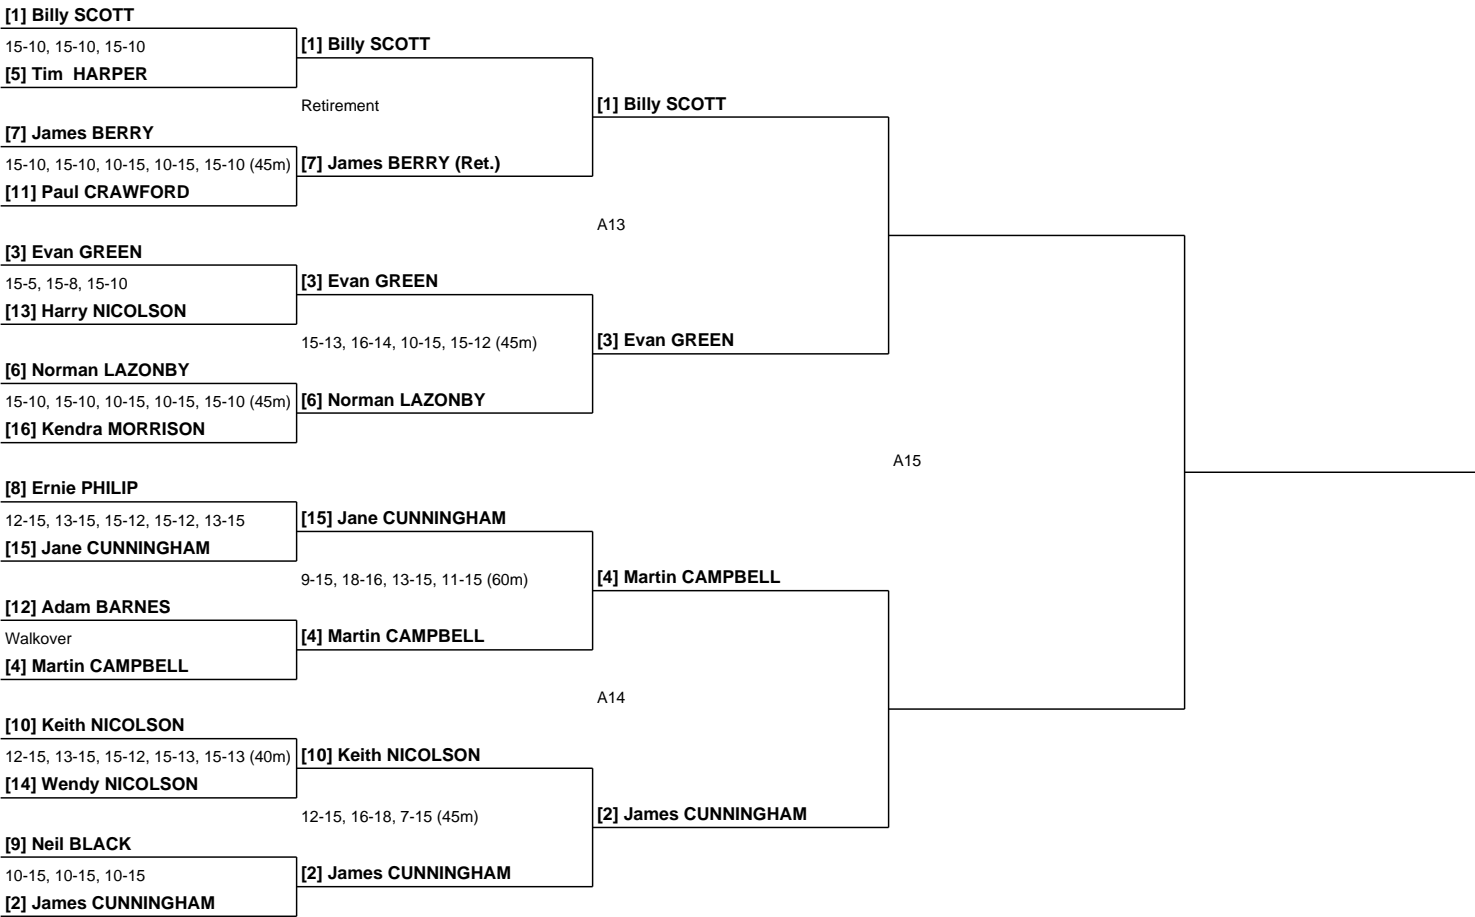 [1] Billy SCOTT
15-10, 15-10, 15-10
[5] Tim  HARPER
[7] James BERRY
15-10, 15-10, 10-15, 10-15, 15-10 (45m)
[11] Paul CRAWFORD
[3] Evan GREEN
15-5, 15-8, 15-10
[13] Harry NICOLSON
[6] Norman LAZONBY
15-10, 15-10, 10-15, 10-15, 15-10 (45m)
[16] Kendra MORRISON
[8] Ernie PHILIP
12-15, 13-15, 15-12, 15-12, 13-15
[15] Jane CUNNINGHAM
[12] Adam BARNES
Walkover
[4] Martin CAMPBELL
[10] Keith NICOLSON
12-15, 13-15, 15-12, 15-13, 15-13 (40m)
[14] Wendy NICOLSON
[9] Neil BLACK
10-15, 10-15, 10-15
[2] James CUNNINGHAM
[1] Billy SCOTT
Retirement
[7] James BERRY (Ret.)
[3] Evan GREEN
15-13, 16-14, 10-15, 15-12 (45m)
[6] Norman LAZONBY
[15] Jane CUNNINGHAM
9-15, 18-16, 13-15, 11-15 (60m)
[4] Martin CAMPBELL
[10] Keith NICOLSON
12-15, 16-18, 7-15 (45m)
[2] James CUNNINGHAM
[1] Billy SCOTT
A13
[3] Evan GREEN
[4] Martin CAMPBELL
A14
[2] James CUNNINGHAM
A15